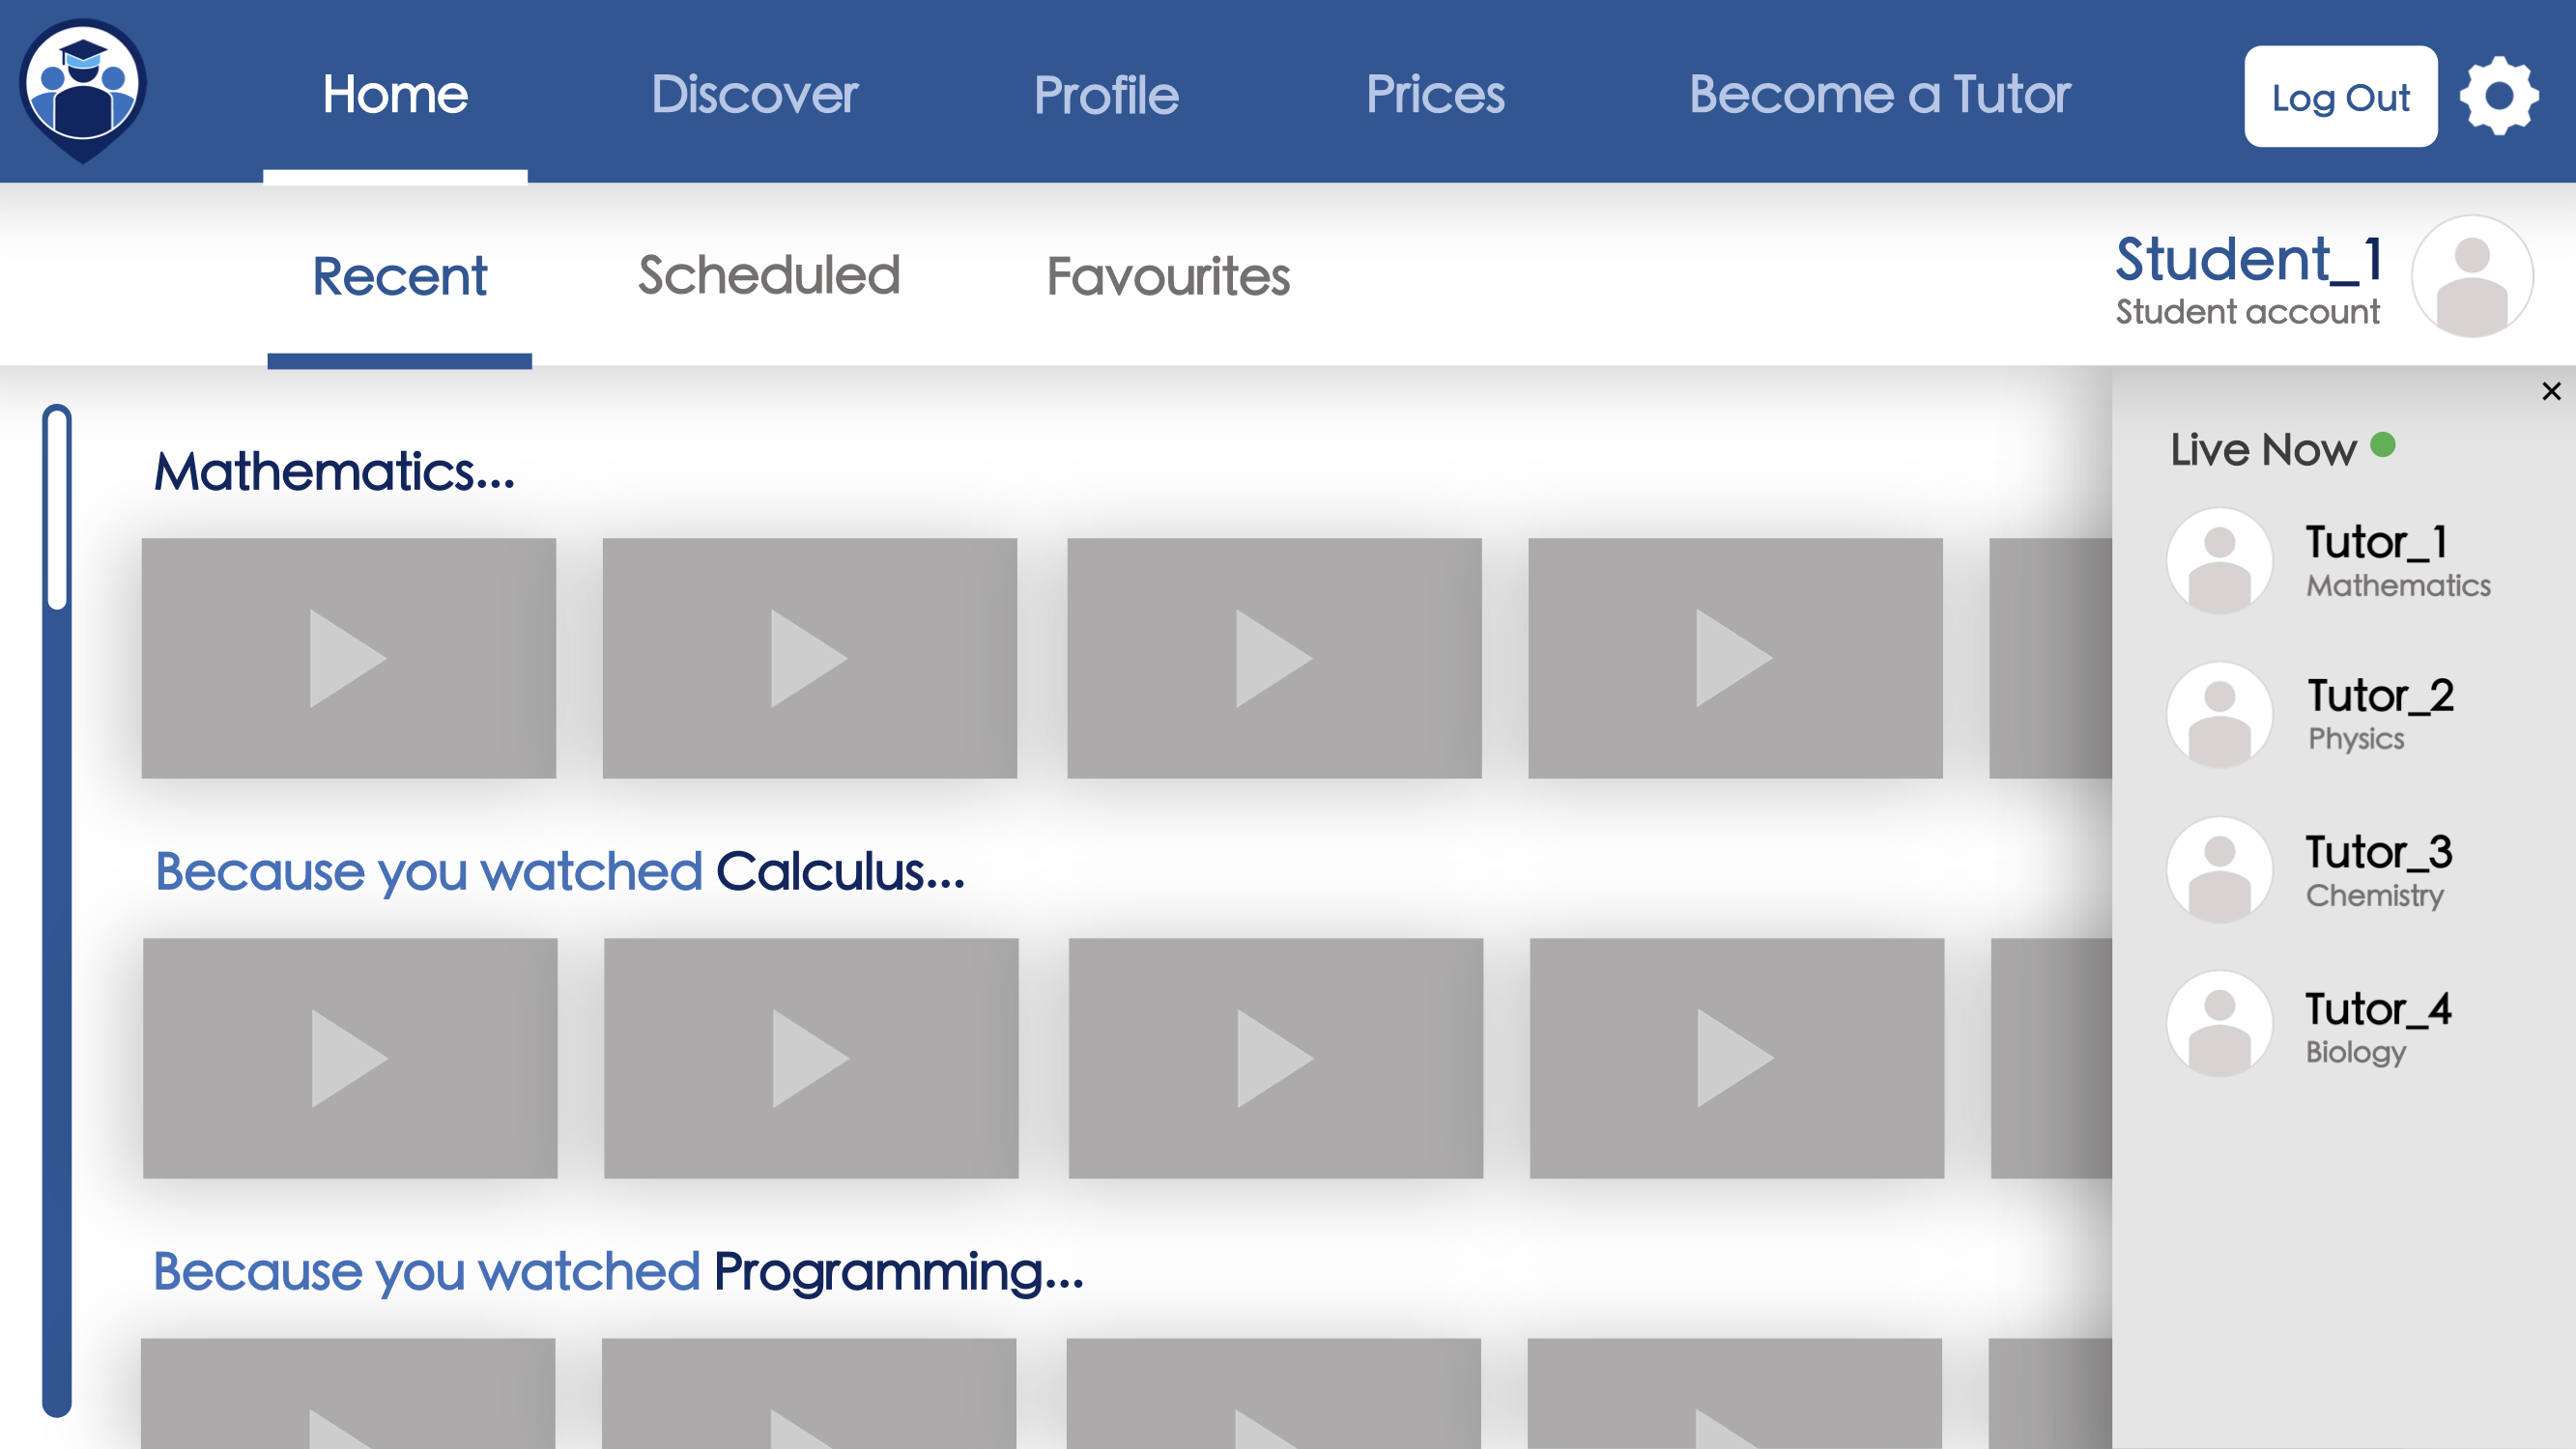 Home
Discover
Profile
Prices
Become a Tutor
Log Out
Recent
Scheduled
Favourites
Student_1
Student account
Mathematics...
Because you watched Calculus...
Because you watched Programming...
Live Now
Tutor_1
Mathematics
Tutor_2
Physics
Tutor_3
Chemistry
Tutor_4
Biology